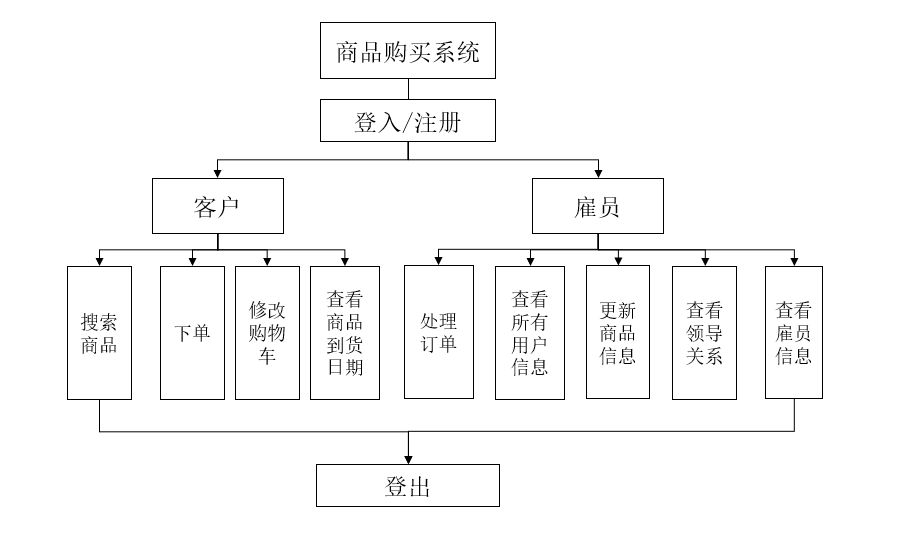 商品购买系统
登入/注册
客户
雇员
搜索
商品
下单
修改
购物
车
查看
商品
到货
日期
处理
订单
查看
所有
用户
信息
更新
商品
信息
查看
领导
关系
查看
雇员
信息
登出